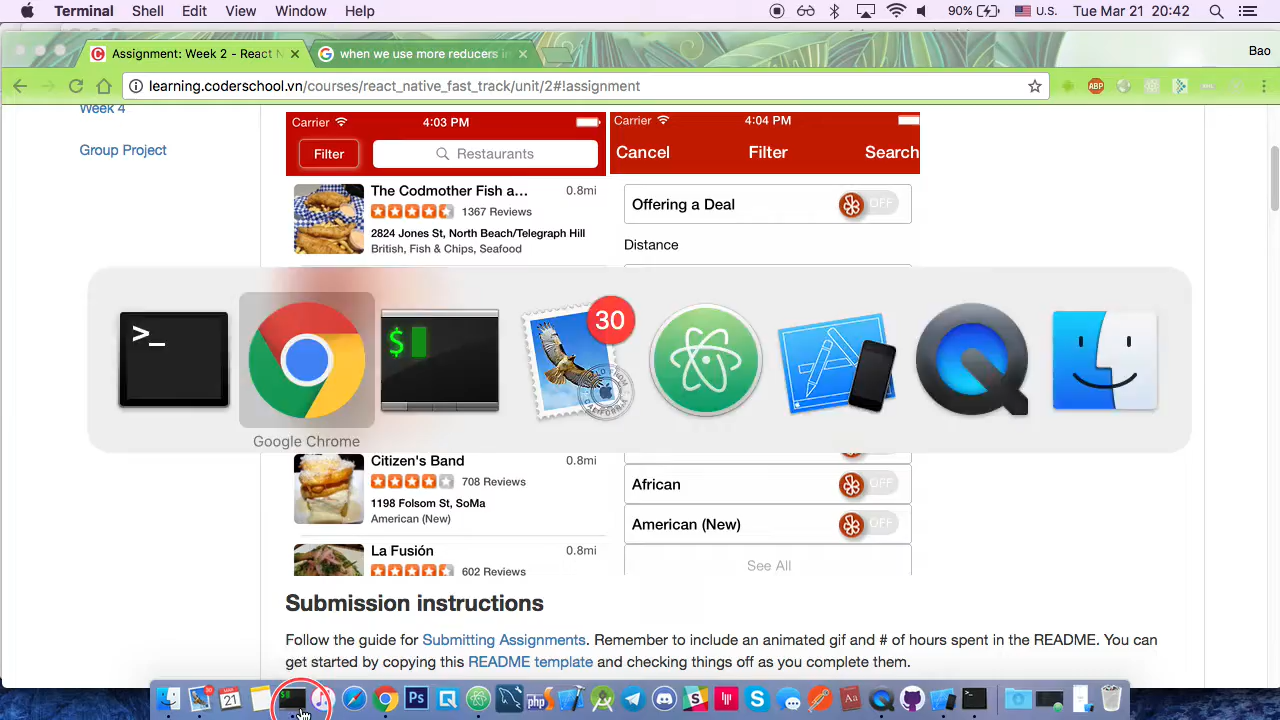 Terminal Shell Edit View Window Help 90% U.S. Tue Mar 21 20:42
Assignment: Week 2 - React N
when we use more reducers in
Bao
learning.coderschool.vn/courses/react_native_fast_track/unit/2#!assignment
ABP
Week 4
Group Project
Carrier 4:03 PM
Filter Restaurants
The Codmother Fish a... 0.8mi
1367 Reviews
2824 Jones St, North Beach/Telegraph Hill
British, Fish & Chips, Seafood
Carrier 4:04 PM
Cancel Filter Search
Offering a Deal OFF
Distance
>_
$
30
Google Chrome
Citizen's Band 0.8mi
708 Reviews
1198 Folsom St, SoMa
American (New)
La Fusión 0.8mi
602 Reviews
African OFF
American (New) OFF
See All
Submission instructions
Follow the guide for Submitting Assignments. Remember to include an animated gif and # of hours spent in the README. You can
get started by copying this README template and checking things off as you complete them.